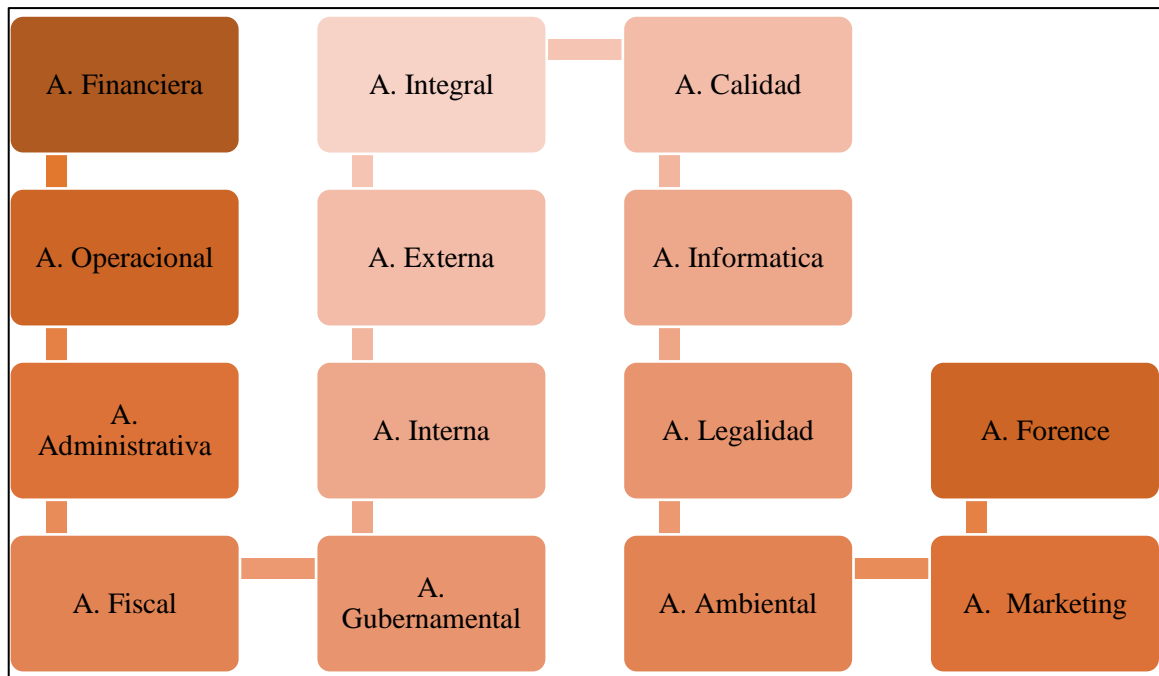 A. Financiera
A. Operacional
A.
Administrativa
A. Fiscal
A.
Gubernamental
A. Interna
A. Externa
A. Integral
A. Calidad
A. Informatica
A. Legalidad
A. Ambiental
A. Marketing
A. Forence